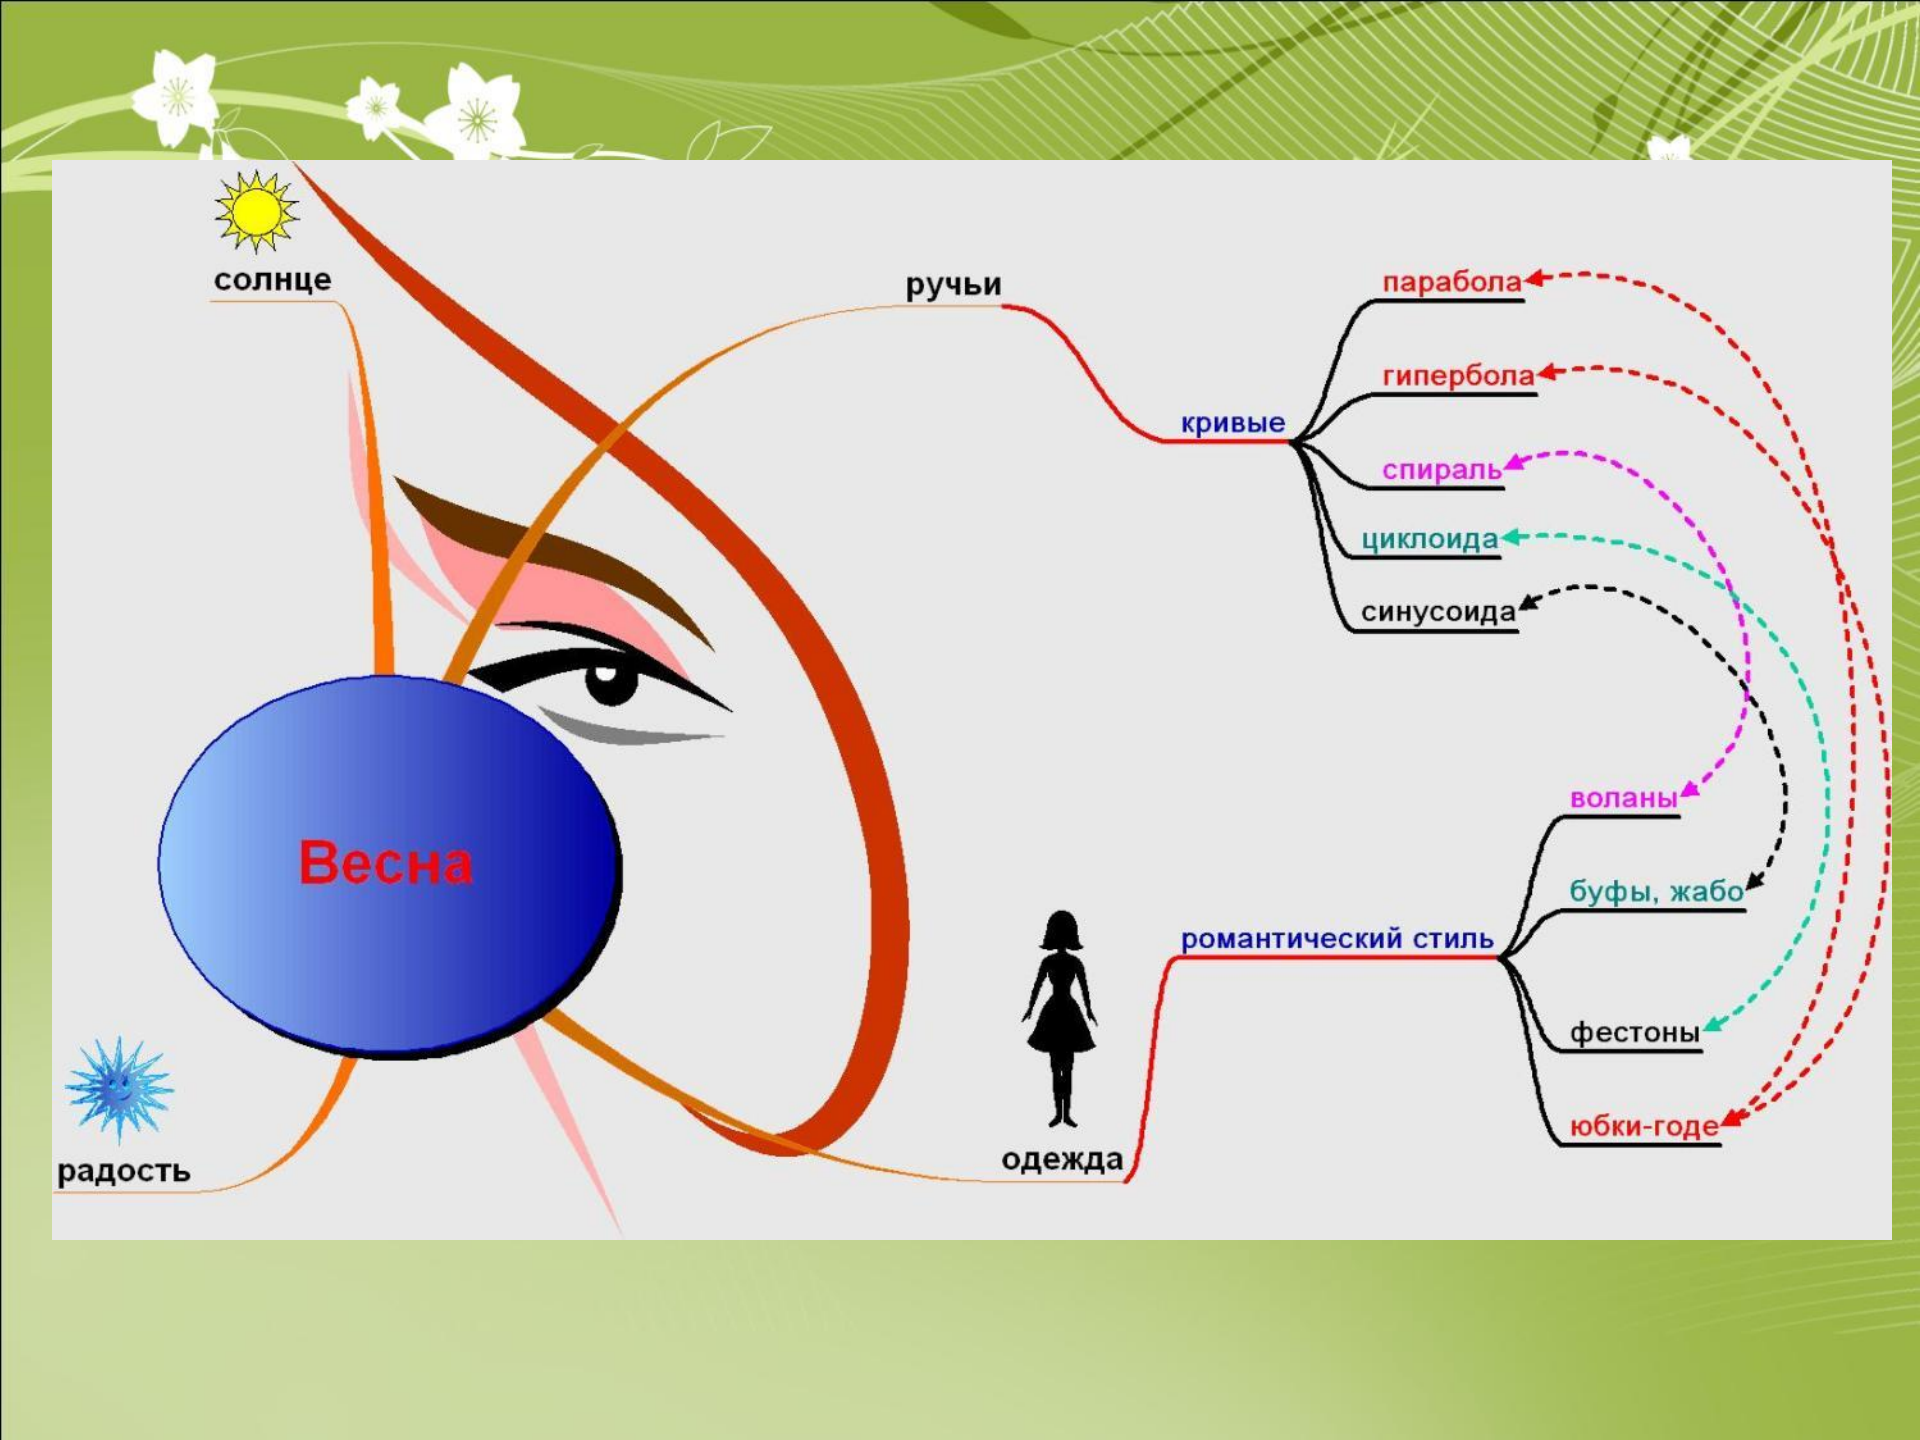 солнце
ручьи
парабола
гипербола
кривые
спираль
циклоида
синусоида
Весна
воланы
буфы, жабо
романтический стиль
фестоны
юбки-годе
одежда
радость